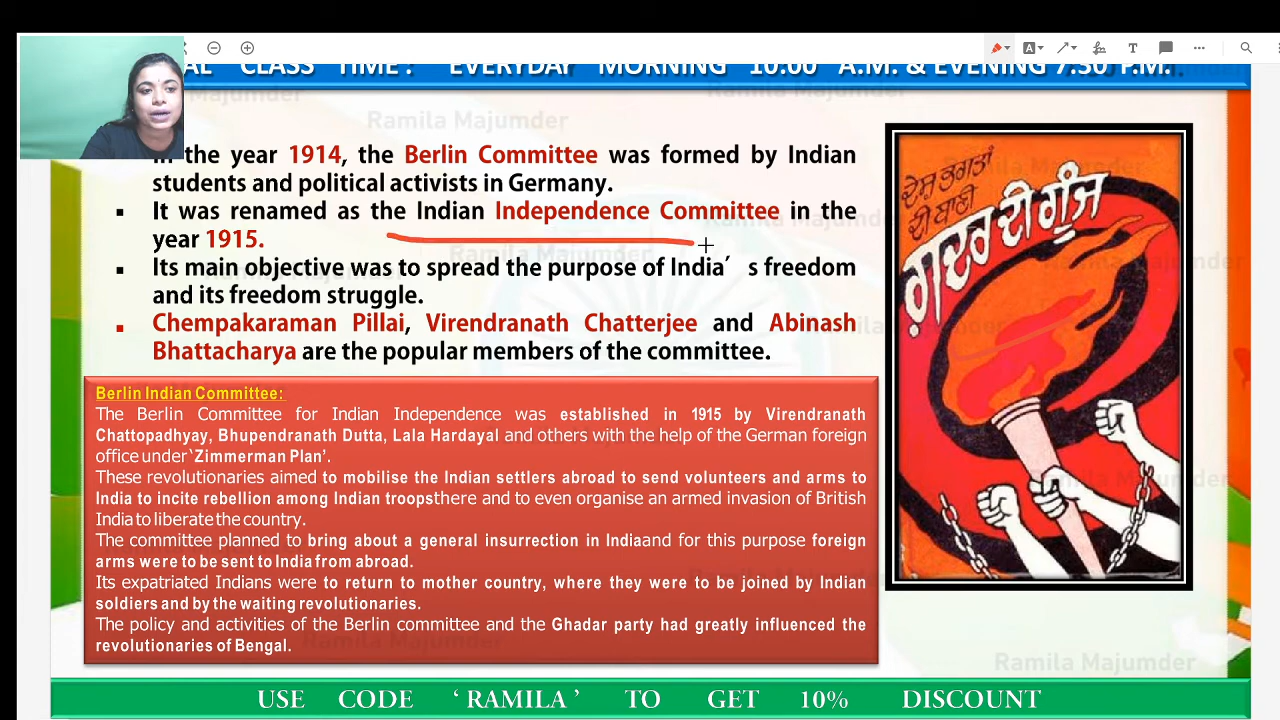 AL CLASS TIME: EVERYDAY MORNING 10:00 A.M. & EVENING 7:30 P.M.
Ramila Majumder
In the year 1914, the Berlin Committee was formed by Indian
students and political activists in Germany.
▪ It was renamed as the Indian Independence Committee in the
year 1915.
▪ Its main objective was to spread the purpose of India´ s freedom
and its freedom struggle.
▪ Chempakaraman Pillai, Virendranath Chatterjee and Abinash
Bhattacharya are the popular members of the committee.
ਦੇਸ਼ ਭਗਤਾਂ
ਦੀ ਬਾਣੀ
ਗ਼ਦਰ ਦੀ ਗੂੰਜ
Berlin Indian Committee:
The Berlin Committee for Indian Independence was established in 1915 by Virendranath
Chattopadhyay, Bhupendranath Dutta, Lala Hardayal and others with the help of the German foreign
office under ‘Zimmerman Plan’.
These revolutionaries aimed to mobilise the Indian settlers abroad to send volunteers and arms to
India to incite rebellion among Indian troopsthere and to even organise an armed invasion of British
India to liberate the country.
The committee planned to bring about a general insurrection in Indiaand for this purpose foreign
arms were to be sent to India from abroad.
Its expatriated Indians were to return to mother country, where they were to be joined by Indian
soldiers and by the waiting revolutionaries.
The policy and activities of the Berlin committee and the Ghadar party had greatly influenced the
revolutionaries of Bengal.
Ramila Majumder
USE CODE ‘RAMILA’ TO GET 10% DISCOUNT